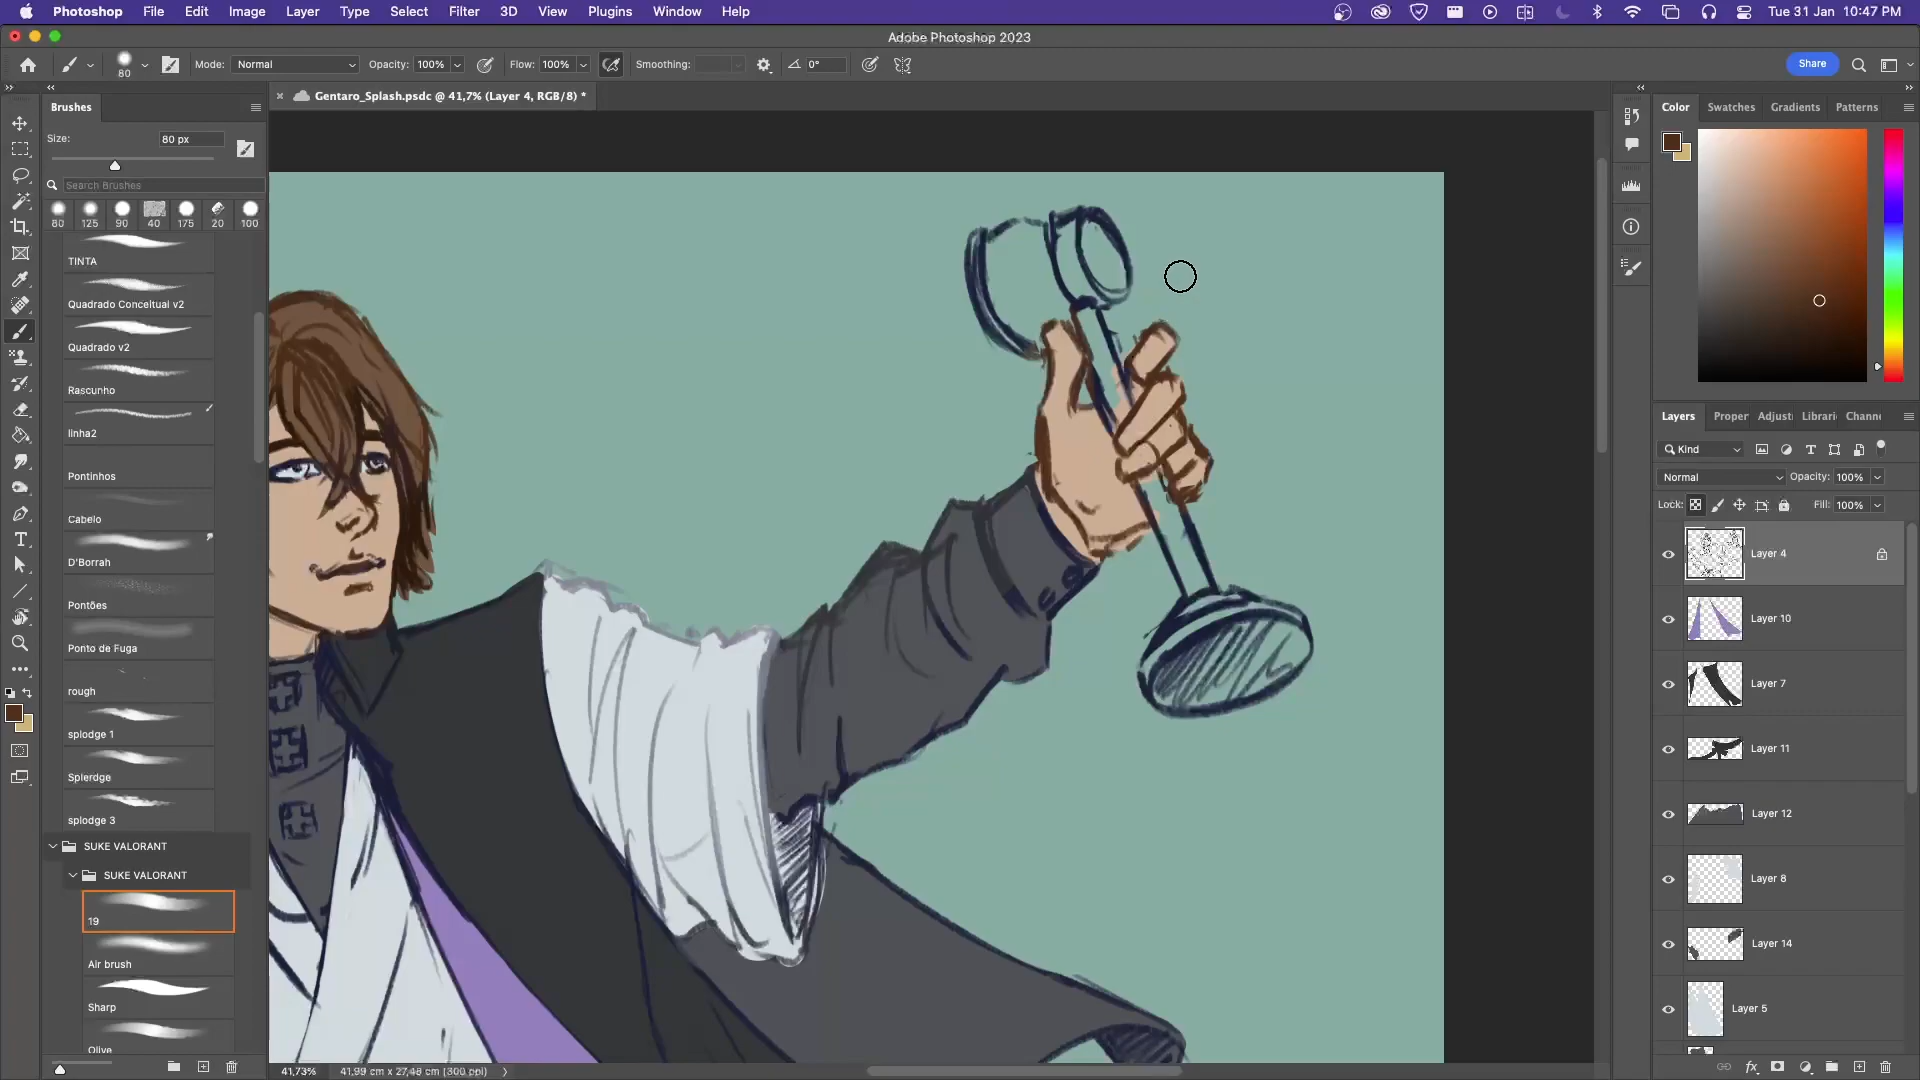 Photoshop File Edit Image Layer Type Select Filter 3D View Plugins Window Help Tue 31 Jan 10:47 PM
Adobe Photoshop 2023
80 Mode: Normal Opacity: 100% Flow: 100% Smoothing: 0° Share
Brushes
Gentaro_Splash.psdc @ 41,7% (Layer 4, RGB/8) *
Color Swatches Gradients Patterns
Size: 80 px
Search Brushes
80 125 90 40 175 20 100
TINTA
Quadrado Conceitual v2
Quadrado v2
Rascunho
linha2
Pontinhos
Cabelo
D'Borrah
Pontões
Ponto de Fuga
rough
splodge 1
Splerdge
splodge 3
SUKE VALORANT
SUKE VALORANT
19
Air brush
Sharp
Olive
41,73% 41,99 cm x 27,48 cm (300 ppi)
Layers Proper Adjust Librari Chann
Kind
Normal Opacity: 100%
Lock: Fill: 100%
Layer 4
Layer 10
Layer 7
Layer 11
Layer 12
Layer 8
Layer 14
Layer 5